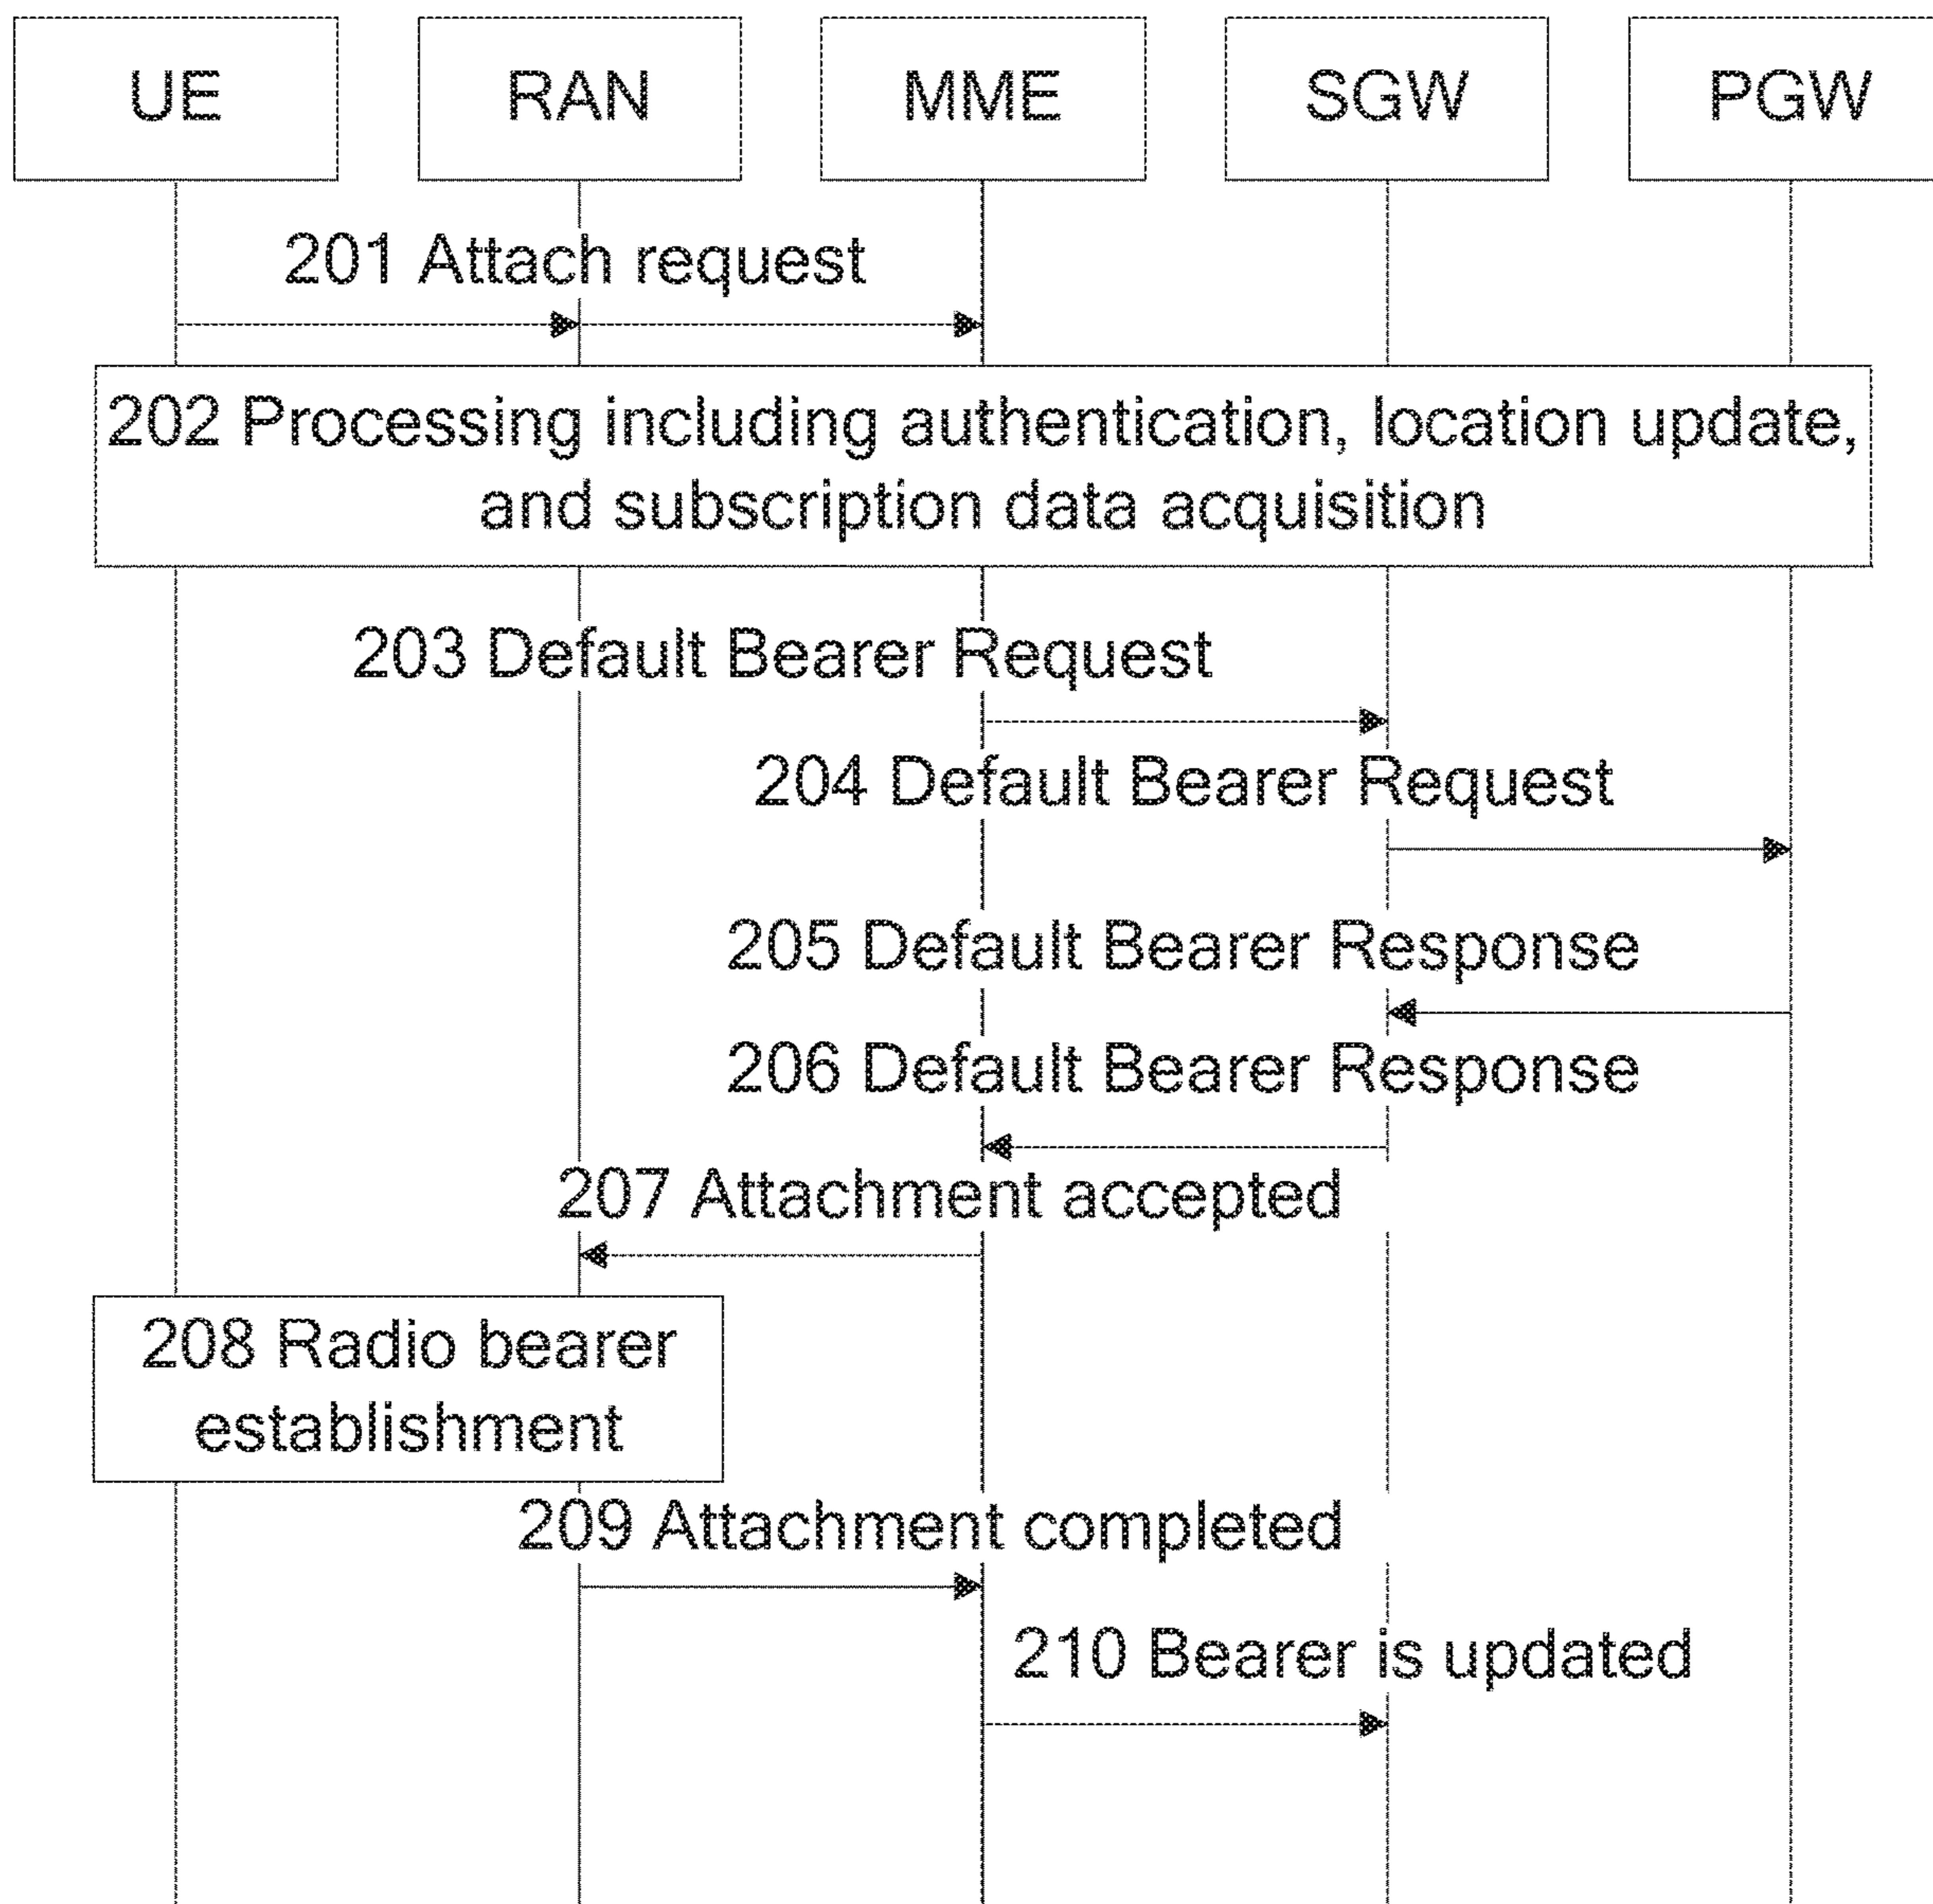 UE
RAN
MME
SGW
PGW
201 Attach request
202 Processing including authentication, location update,
and subscription data acquisition
203 Default Bearer Request
204 Default Bearer Request
205 Default Bearer Response
206 Default Bearer Response
207 Attachment accepted
208 Radio bearer
establishment
209 Attachment completed
210 Bearer is updated